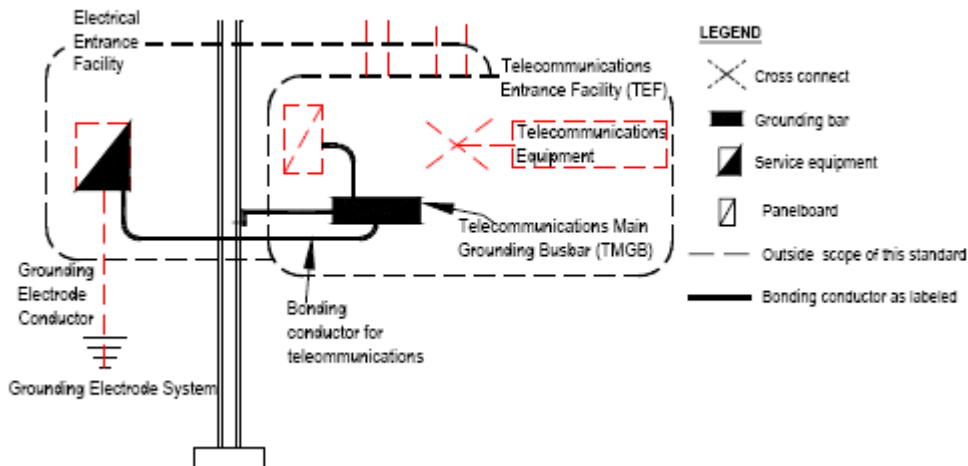 Electrical
Entrance
Facility
Telecommunications
Entrance Facility (TEF)
Telecommunications
Equipment
Telecommunications Main
Grounding Busbar (TMGB)
Grounding
Electrode
Conductor
Bonding
conductor for
telecommunications
Grounding Electrode System
LEGEND
Cross connect
Grounding bar
Service equipment
Panelboard
Outside scope of this standard
Bonding conductor as labeled